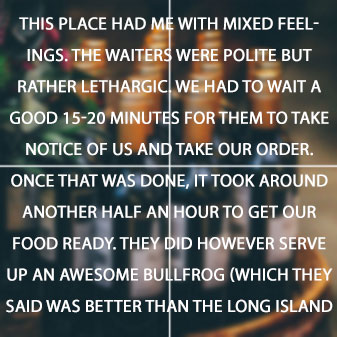 THIS PLACE HAD ME WITH MIXED FEEL-
INGS. THE WAITERS WERE POLITE BUT
RATHER LETHARGIC. WE HAD TO WAIT A
GOOD 15-20 MINUTES FOR THEM TO TAKE
NOTICE OF US AND TAKE OUR ORDER.
ONCE THAT WAS DONE, IT TOOK AROUND
ANOTHER HALF AN HOUR TO GET OUR
FOOD READY. THEY DID HOWEVER SERVE
UP AN AWESOME BULLFROG (WHICH THEY
SAID WAS BETTER THAN THE LONG ISLAND